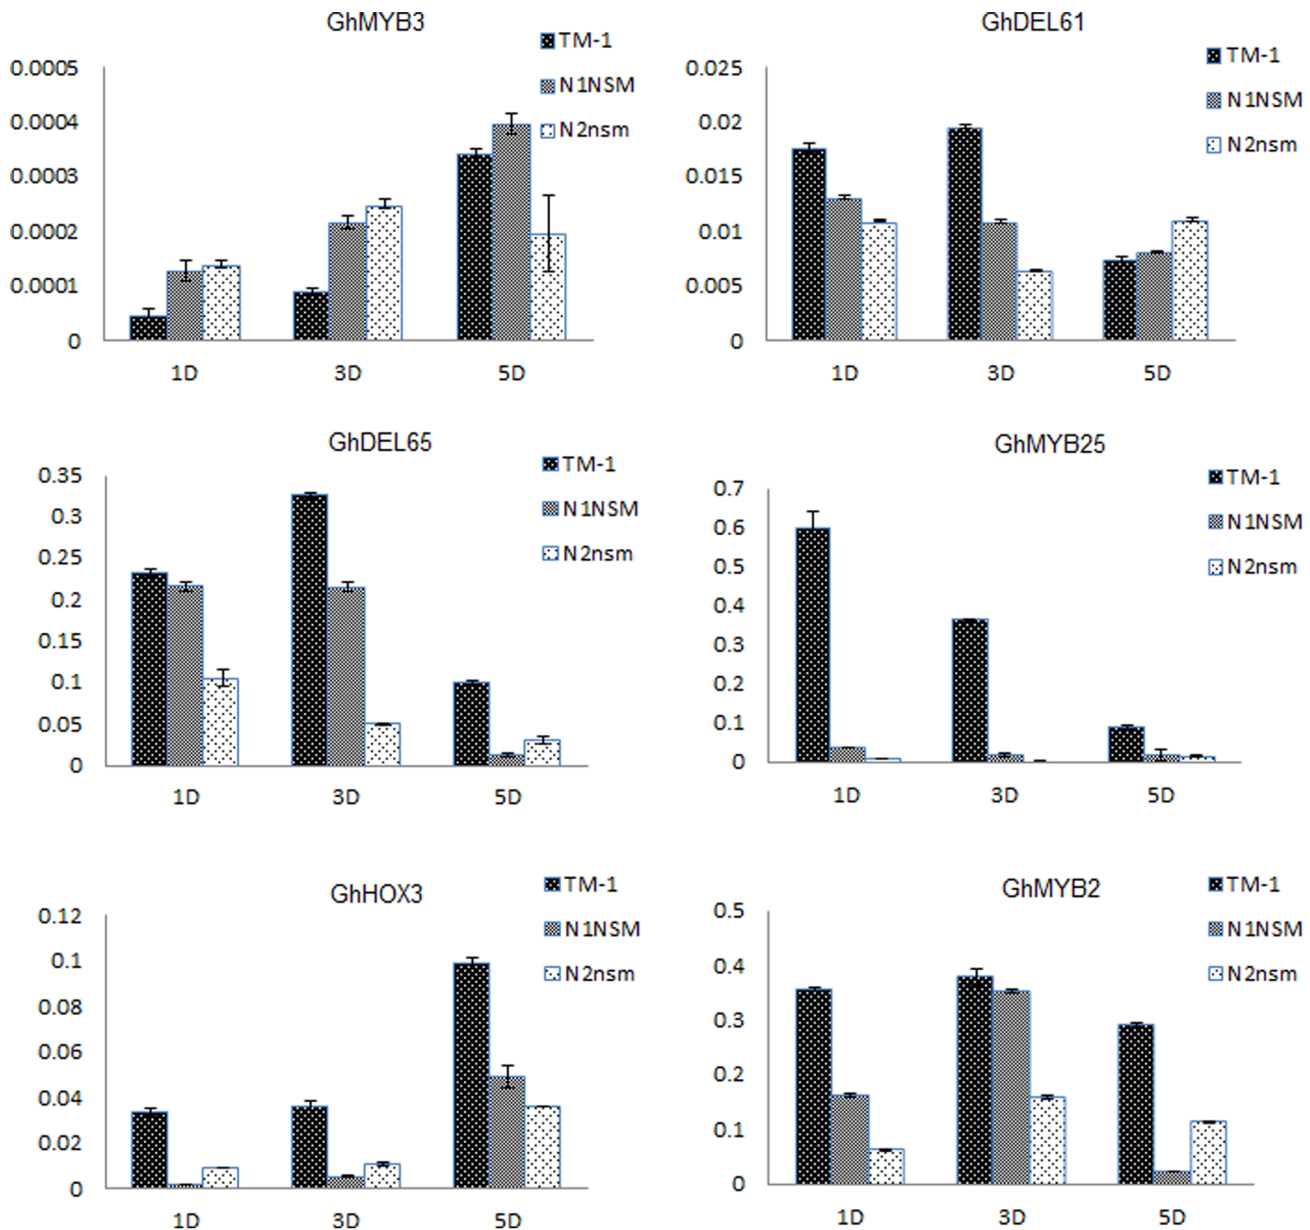 GhMYB3
TM-1
N1NSM
N2nsm
0.0005
0.0004
0.0003
0.0002
0.0001
0
1D
3D
5D
GhDEL61
TM-1
N1NSM
N2nsm
0.025
0.02
0.015
0.01
0.005
0
1D
3D
5D
GhDEL65
TM-1
N1NSM
N2nsm
0.35
0.3
0.25
0.2
0.15
0.1
0.05
0
1D
3D
5D
GhMYB25
TM-1
N1NSM
N2nsm
0.7
0.6
0.5
0.4
0.3
0.2
0.1
0
1D
3D
5D
GhHOX3
TM-1
N1NSM
N2nsm
0.12
0.1
0.08
0.06
0.04
0.02
0
1D
3D
5D
GhMYB2
TM-1
N1NSM
N2nsm
0.5
0.4
0.3
0.2
0.1
0
1D
3D
5D